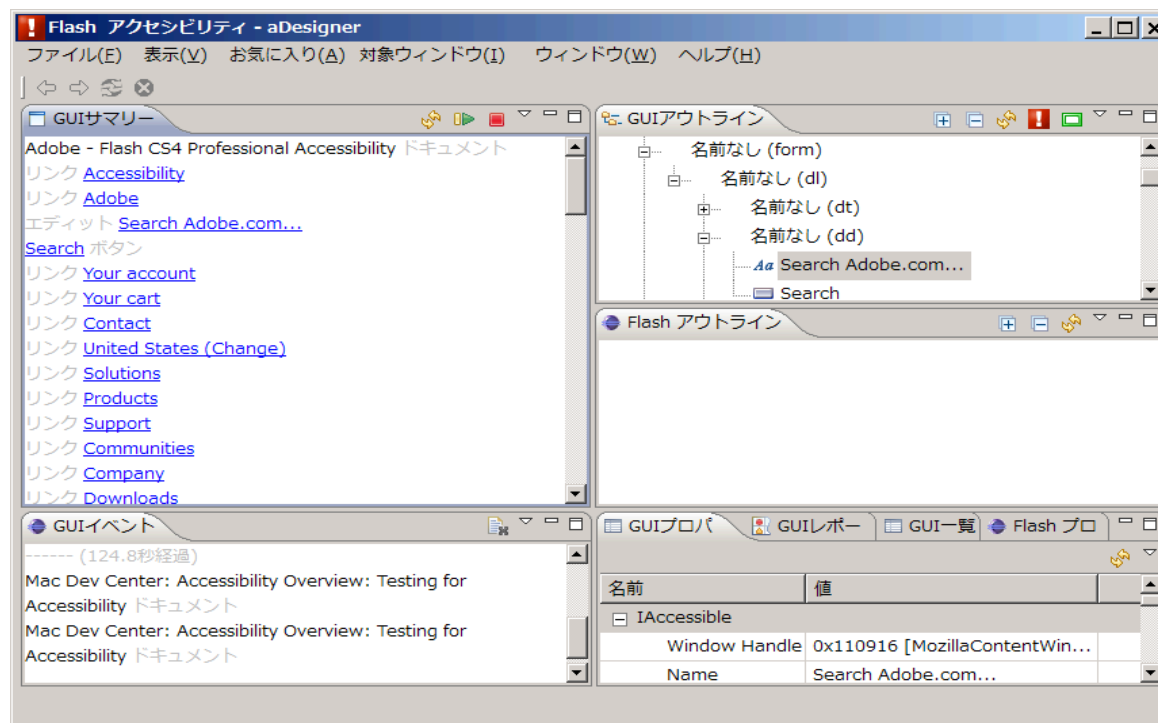 Flash アクセシビリティ - aDesigner
ファイル(F) 表示(V) お気に入り(A) 対象ウィンドウ(I) ウィンドウ(W) ヘルプ(H)
GUIサマリー
Adobe - Flash CS4 Professional Accessibility ドキュメント
リンク Accessibility
リンク Adobe
エディット Search Adobe.com...
Search ボタン
リンク Your account
リンク Your cart
リンク Contact
リンク United States (Change)
リンク Solutions
リンク Products
リンク Support
リンク Communities
リンク Company
リンク Downloads
GUIアウトライン
名前なし (form)
名前なし (dl)
名前なし (dt)
名前なし (dd)
Aa Search Adobe.com...
Search
Flash アウトライン
GUIイベント
------ (124.8秒経過)
Mac Dev Center: Accessibility Overview: Testing for
Accessibility ドキュメント
Mac Dev Center: Accessibility Overview: Testing for
Accessibility ドキュメント
GUIプロパ GUIレポー GUI一覧 Flash プロ
名前 値
IAccessible
Window Handle 0x110916 [MozillaContentWin...
Name Search Adobe.com...